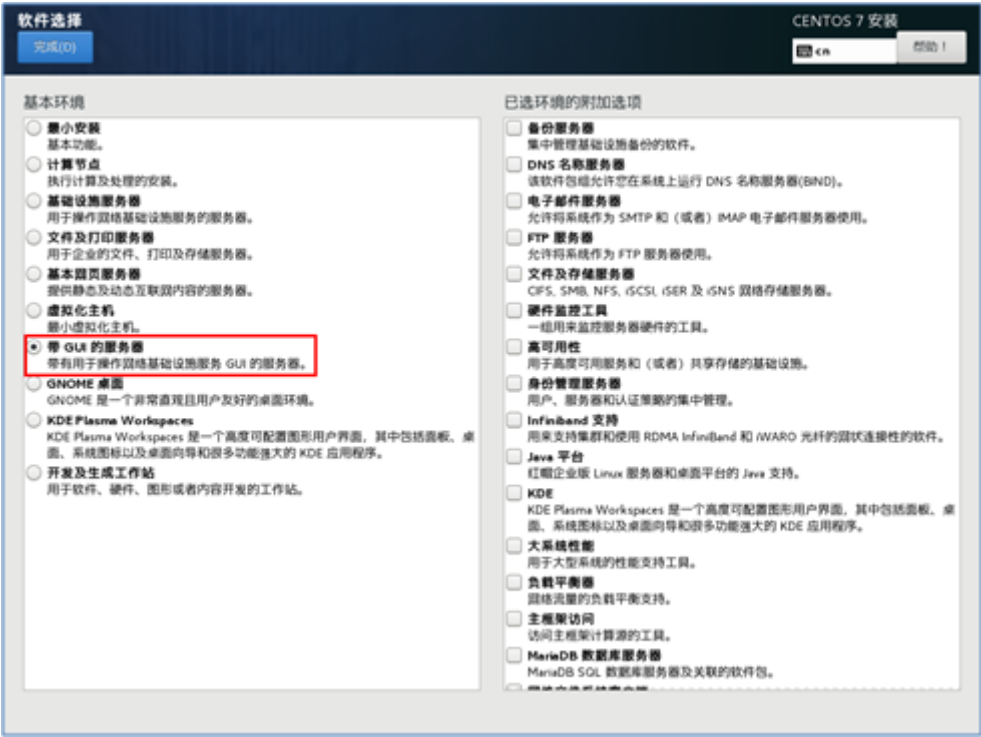 软件选择
完成(D)
CENTOS 7 安装
cn
帮助！
基本环境
最小安装
基本功能。
计算节点
执行计算及处理的安装。
基础设施服务器
用于操作网络基础设施服务的服务器。
文件及打印服务器
用于企业的文件、打印及存储服务器。
基本网页服务器
提供静态及动态互联网内容的服务器。
虚拟化主机
最小虚拟化主机。
带 GUI 的服务器
带有用于操作网络基础设施服务 GUI 的服务器。
GNOME 桌面
GNOME 是一个非常直观且用户友好的桌面环境。
KDE Plasma Workspaces
KDE Plasma Workspaces 是一个高度可配置图形用户界面，其中包括面板、桌
面、系统图标以及桌面向导和很多功能强大的 KDE 应用程序。
开发及生成工作站
用于软件、硬件、图形或者内容开发的工作站。
已选环境的附加选项
备份服务器
集中管理基础设施备份的软件。
DNS 名称服务器
该软件包组允许您在系统上运行 DNS 名称服务器(BIND)。
电子邮件服务器
允许将系统作为 SMTP 和（或者）IMAP 电子邮件服务器使用。
FTP 服务器
允许将系统作为 FTP 服务器使用。
文件及存储服务器
CIFS, SMB, NFS, iSCSI, iSER 及 iSNS 网络存储服务器。
硬件监控工具
一组用来监控服务器硬件的工具。
高可用性
用于高度可用服务和（或者）共享存储的基础设施。
身份管理服务器
用户、服务器和认证策略的集中管理。
Infiniband 支持
用来支持集群和使用 RDMA InfiniBand 和 iWARO 光纤的网状连接性的软件。
Java 平台
红帽企业版 Linux 服务器和桌面平台的 Java 支持。
KDE
KDE Plasma Workspaces 是一个高度可配置图形用户界面，其中包括面板、桌
面、系统图标以及桌面向导和很多功能强大的 KDE 应用程序。
大系统性能
用于大型系统的性能支持工具。
负载平衡器
网络流量的负载平衡支持。
主框架访问
访问主框架计算源的工具。
MariaDB 数据库服务器
MariaDB SQL 数据库服务器及关联的软件包。